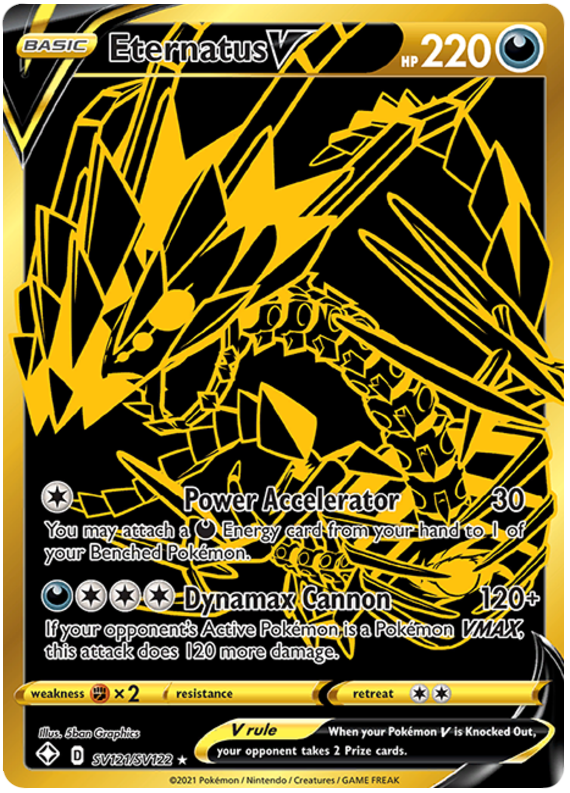 BASIC Eternatus V HP 220
Power Accelerator 30
You may attach a Energy card from your hand to 1 of
your Benched Pokémon.
Dynamax Cannon 120+
If your opponent's Active Pokémon is a Pokémon VMAX,
this attack does 120 more damage.
weakness ×2 resistance retreat
Illus. 5ban Graphics
V rule When your Pokémon V is Knocked Out,
your opponent takes 2 Prize cards.
D SV121/SV122 ★
©2021 Pokémon / Nintendo / Creatures / GAME FREAK